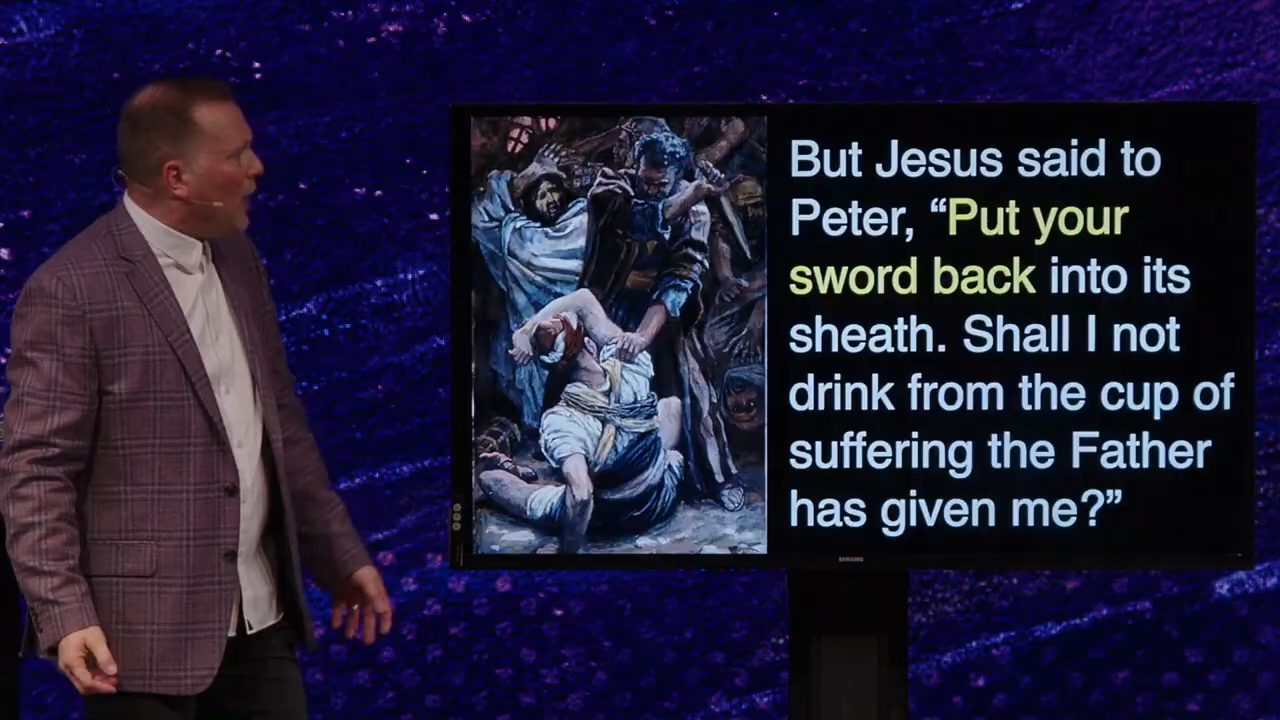 But Jesus said to
Peter, “Put your
sword back into its
sheath. Shall I not
drink from the cup of
suffering the Father
has given me?”
SAMSUNG